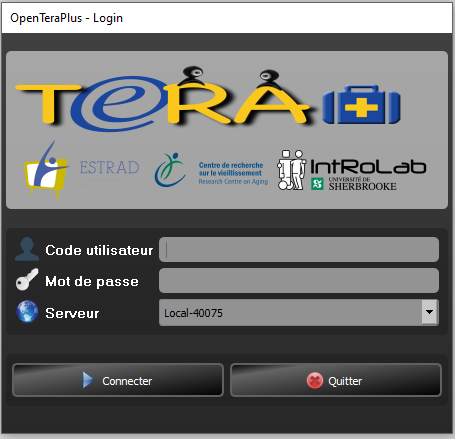 OpenTeraPlus - Login
TeRA
ESTRAD
Centre de recherche
sur le vieillissement
Research Centre on Aging
IntRoLab
UNIVERSITÉ DE
SHERBROOKE
Code utilisateur
Mot de passe
Serveur
Local-40075
Connecter
Quitter